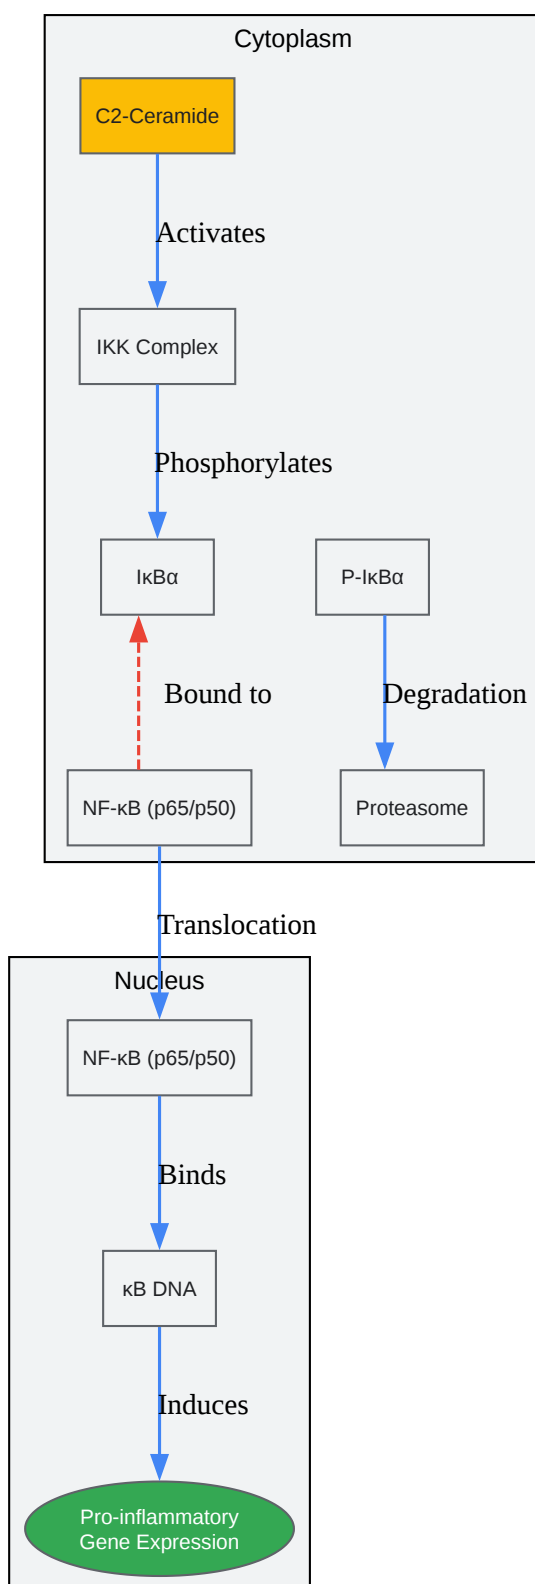 Cytoplasm
C2-Ceramide
Activates
IKK Complex
Phosphorylates
IκBα
P-IκBα
Bound to
Degradation
NF-κB (p65/p50)
Proteasome
Translocation
Nucleus
NF-κB (p65/p50)
Binds
κB DNA
Induces
Pro-inflammatory
Gene Expression